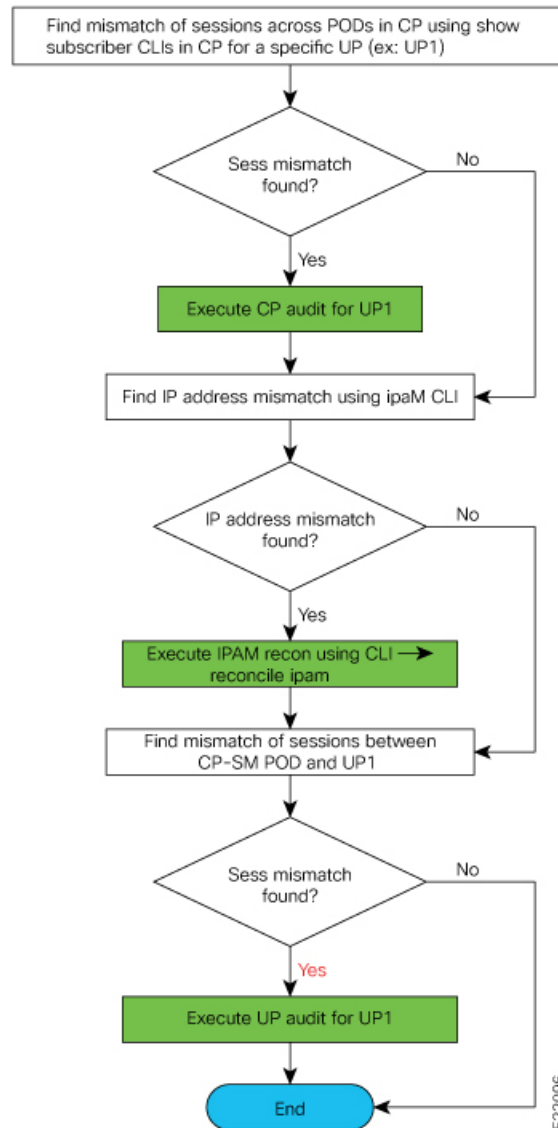 Find mismatch of sessions across PODs in CP using show
subscriber CLIs in CP for a specific UP (ex: UP1)
Sess mismatch
found?
No
Yes
Execute CP audit for UP1
Find IP address mismatch using ipaM CLI
IP address mismatch
found?
No
Yes
Execute IPAM recon using CLI →
reconcile ipam
Find mismatch of sessions between
CP-SM POD and UP1
Sess mismatch
found?
No
Yes
Execute UP audit for UP1
End